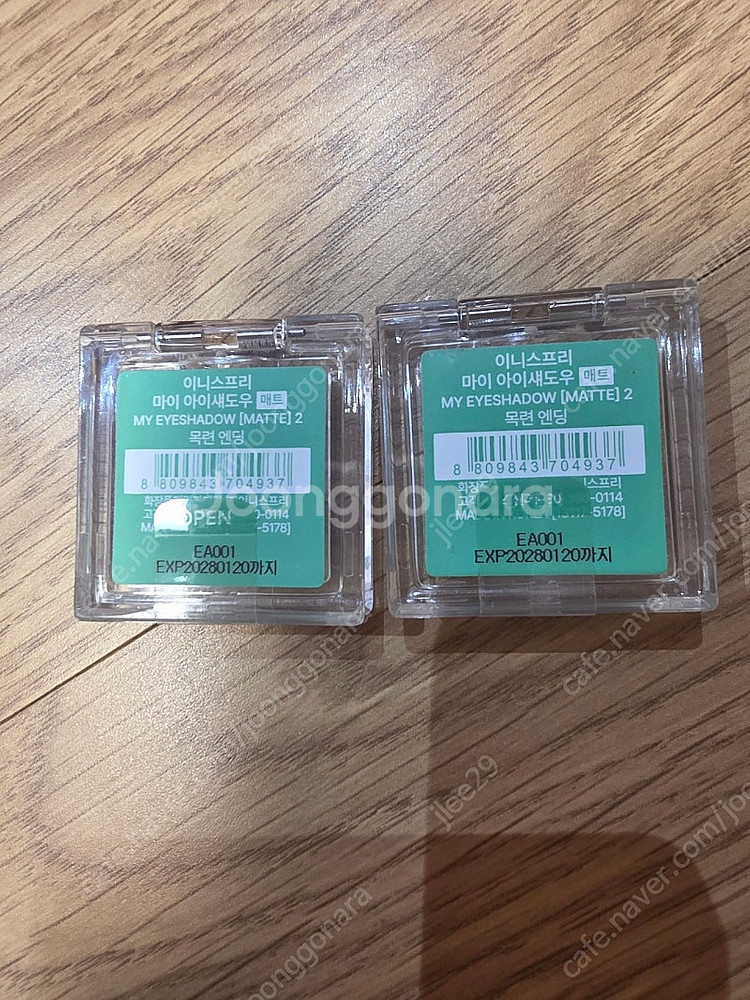 이니스프리
마이 아이섀도우 매트
MY EYESHADOW [MATTE] 2
목련 엔딩
8 809843 704937
OPEN
-0114
-5178]
EA001
EXP20280120까지
이니스프리
마이 아이섀도우 매트
MY EYESHADOW [MATTE] 2
목련 엔딩
8 809843 704937
-0114
EA001
EXP20280120까지
joonggonara
jlee29
cafe.naver.com/joonggonara